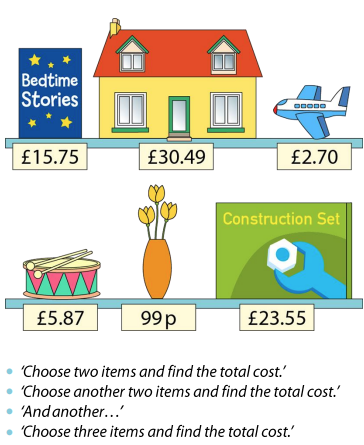 Bedtime
Stories
£15.75 £30.49 £2.70
Construction Set
£5.87 99p £23.55
• ‘Choose two items and find the total cost.’
• ‘Choose another two items and find the total cost.’
• ‘And another…’
• ‘Choose three items and find the total cost.’